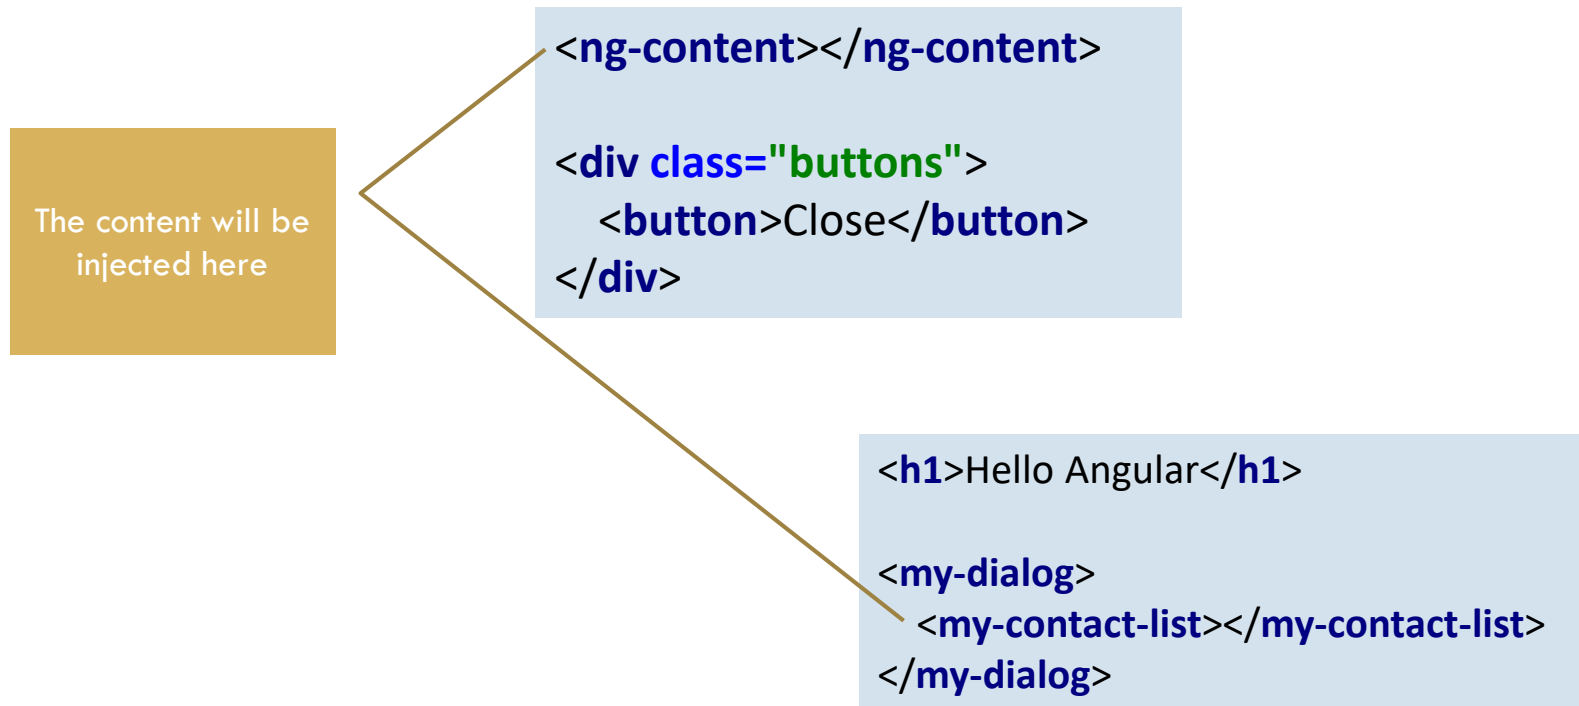 The content will be
injected here
<ng-content></ng-content>
<div class="buttons">
<button>Close</button>
</div>
<h1>Hello Angular</h1>
<my-dialog>
<my-contact-list></my-contact-list>
</my-dialog>